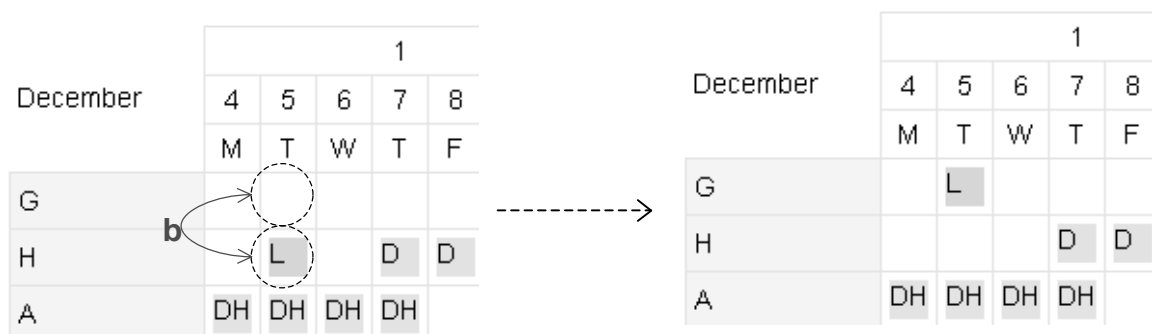 1
December 4 5 6 7 8
M T W T F
G
b
H L D D
A DH DH DH DH
1
December 4 5 6 7 8
M T W T F
G L
H D D
A DH DH DH DH